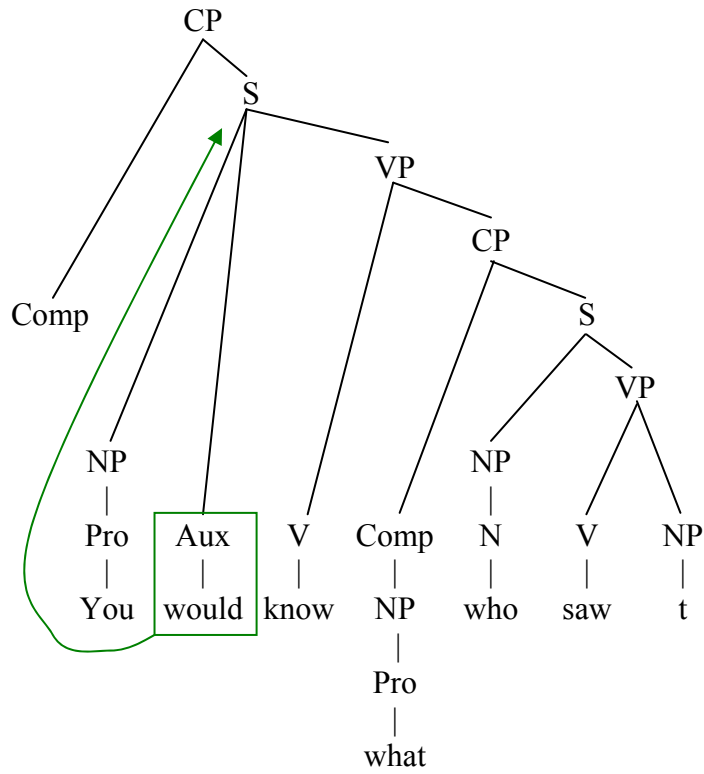 CP
S
VP
CP
Comp S
VP
NP NP
Pro Aux V Comp N V NP
You would know NP who saw t
Pro
what